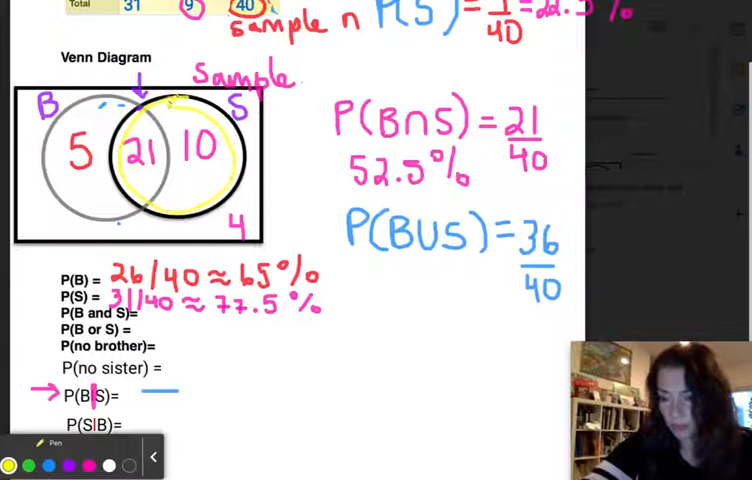 Total 31 9 40
sample n
40
Venn Diagram
sample
B S
5 21 10
4
P(B∩S) = 21/40
52.5%
P(BUS) = 36/40
P(B) = 26/40 ≈ 65%
P(S) = 31/40 ≈ 77.5%
P(B and S)=
P(B or S) =
P(no brother)=
P(no sister) =
P(B|S)=
P(S|B)=
Pen